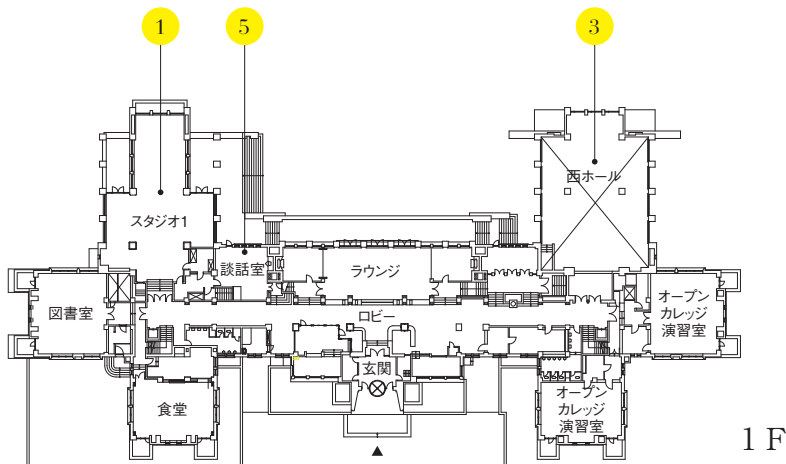 1
5
3
西ホール
スタジオ1
談話室
ラウンジ
図書室
ロビー
オープン
カレッジ
演習室
玄関
食堂
オープン
カレッジ
演習室
1F